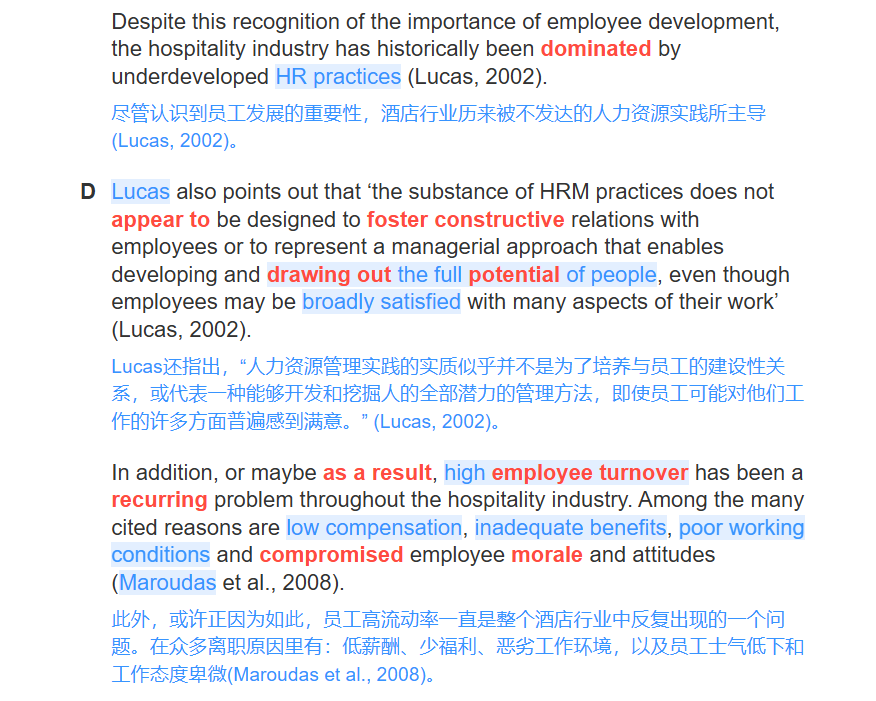 Despite this recognition of the importance of employee development,
the hospitality industry has historically been dominated by
underdeveloped HR practices (Lucas, 2002).
尽管认识到员工发展的重要性，酒店行业历来被不发达的人力资源实践所主导
(Lucas, 2002)。
D Lucas also points out that ‘the substance of HRM practices does not
appear to be designed to foster constructive relations with
employees or to represent a managerial approach that enables
developing and drawing out the full potential of people, even though
employees may be broadly satisfied with many aspects of their work’
(Lucas, 2002).
Lucas还指出，“人力资源管理实践的实质似乎并不是为了培养与员工的建设性关
系，或代表一种能够开发和挖掘人的全部潜力的管理方法，即使员工可能对他们工
作的许多方面普遍感到满意。” (Lucas, 2002)。
In addition, or maybe as a result, high employee turnover has been a
recurring problem throughout the hospitality industry. Among the many
cited reasons are low compensation, inadequate benefits, poor working
conditions and compromised employee morale and attitudes
(Maroudas et al., 2008).
此外，或许正因为如此，员工高流动率一直是整个酒店行业中反复出现的一个问
题。在众多离职原因里有：低薪酬、少福利、恶劣工作环境，以及员工士气低下和
工作态度卑微(Maroudas et al., 2008)。